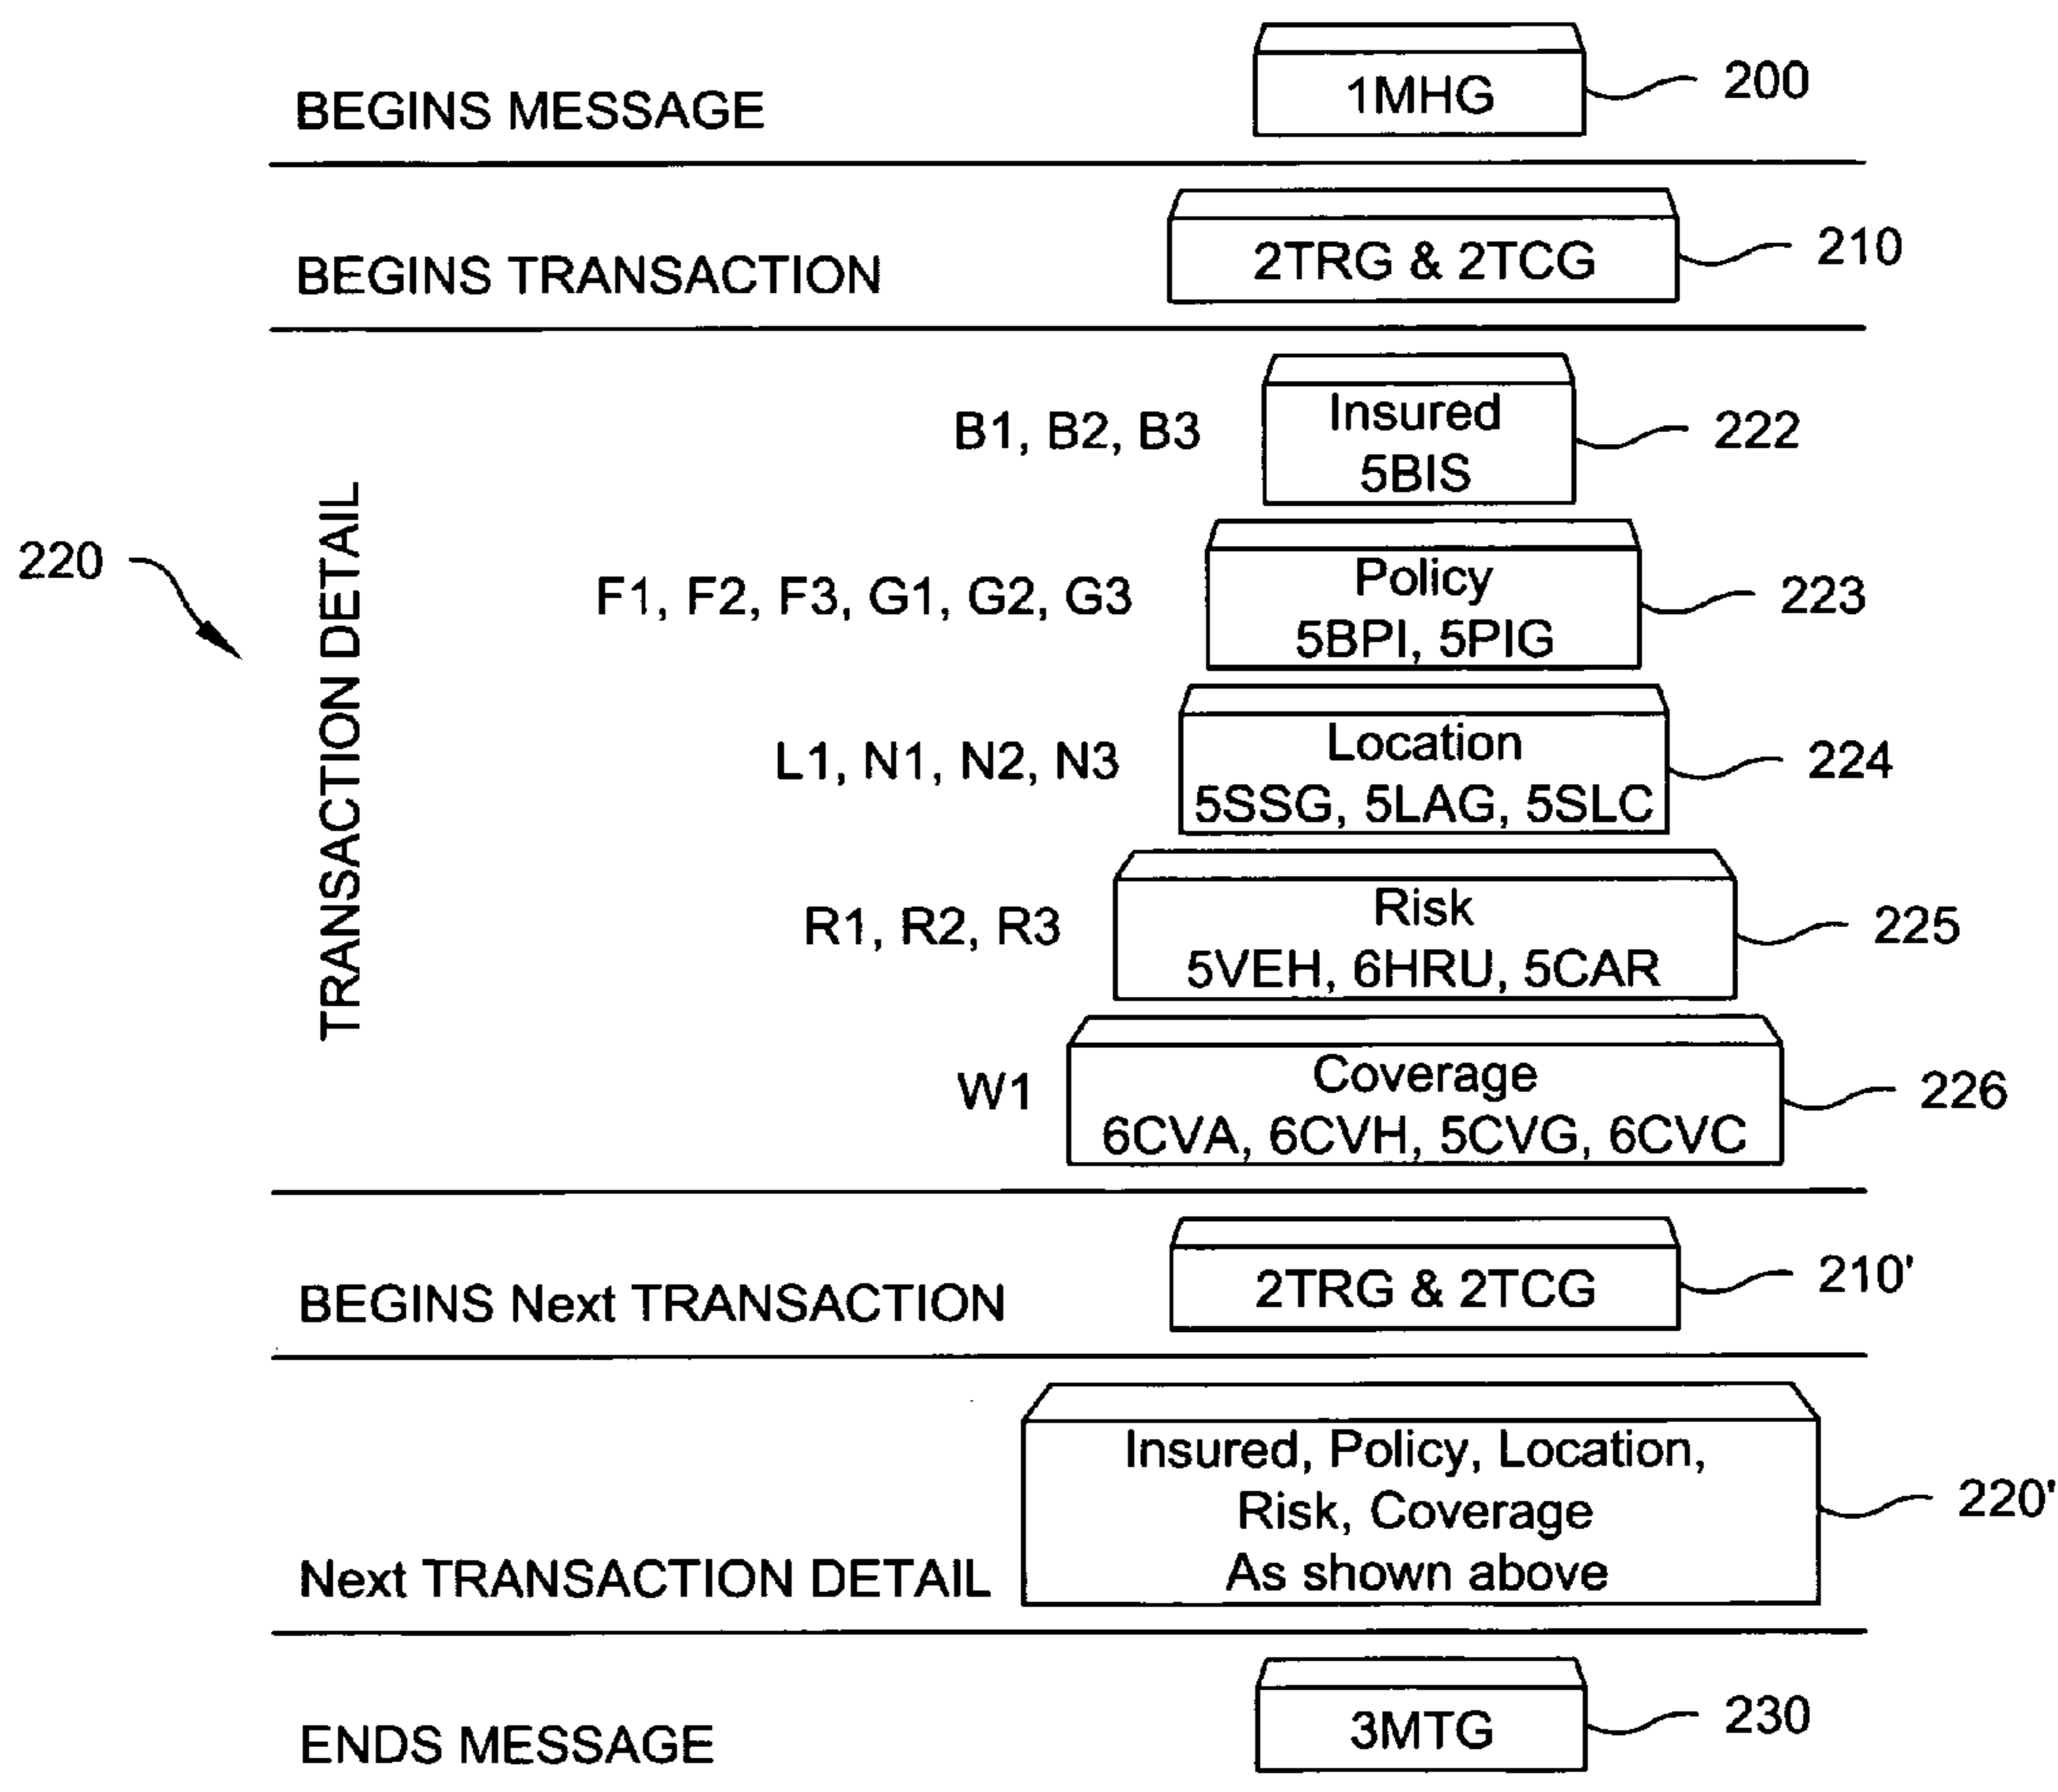 1MHG
200
BEGINS MESSAGE
2TRG & 2TCG
210
BEGINS TRANSACTION
220
TRANSACTION DETAIL
B1, B2, B3
Insured
5BIS
222
F1, F2, F3, G1, G2, G3
Policy
5BPI, 5PIG
223
L1, N1, N2, N3
Location
5SSG, 5LAG, 5SLC
224
R1, R2, R3
Risk
5VEH, 6HRU, 5CAR
225
W1
Coverage
6CVA, 6CVH, 5CVG, 6CVC
226
BEGINS Next TRANSACTION
2TRG & 2TCG
210'
Insured, Policy, Location,
Risk, Coverage
As shown above
220'
Next TRANSACTION DETAIL
ENDS MESSAGE
3MTG
230